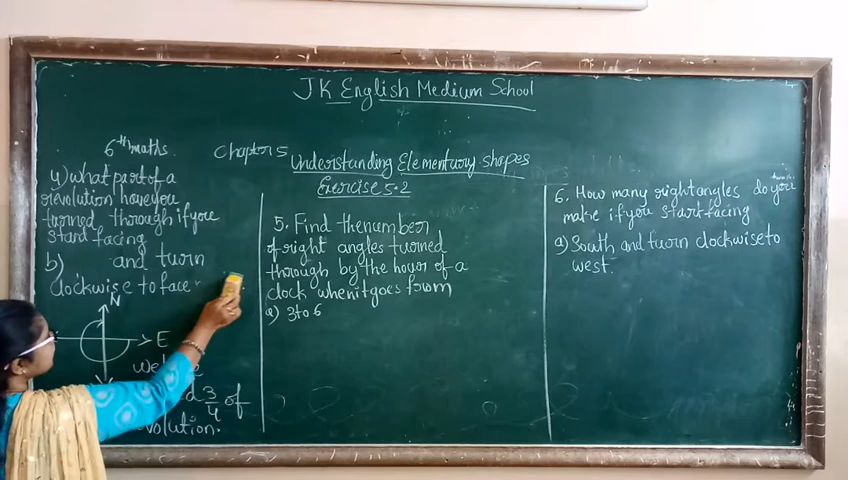 JK English Medium School
6th maths.
Chapter 5
Understanding Elementary shapes
Exercise 5.2
4) what part of a
revolution have you
turned through if you
start facing
b) and turn
clockwise to face
N
E
3/4 of
5. Find the number
of right angles turned
through by the hour of a
clock when it goes from
a) 3 to 6
6. How many right angles do you
make if you start facing
a) South and turn clockwise to
west.